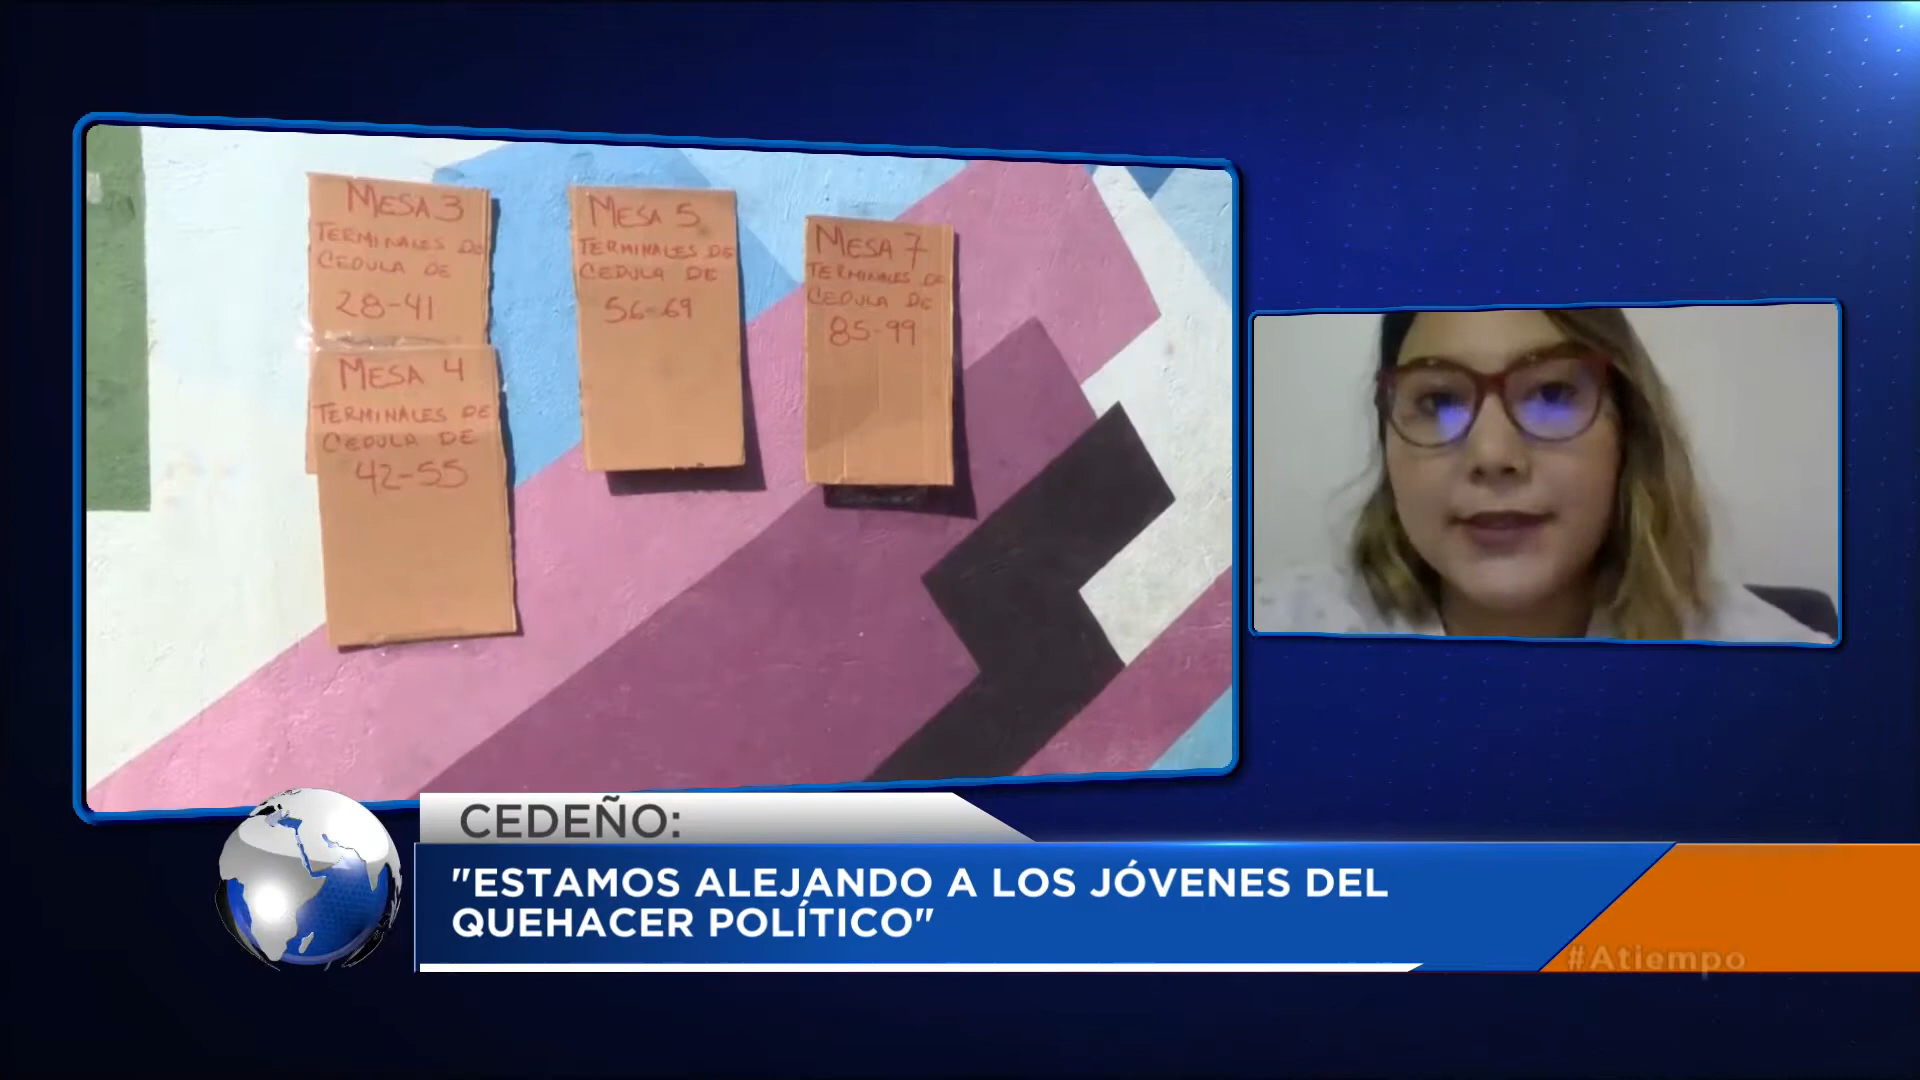 MESA 3
TERMINALES DE
CEDULA DE
28-41
MESA 4
TERMINALES DE
CEDULA DE
42-55
MESA 5
TERMINALES DE
CEDULA DE
56-69
MESA 7
TERMINALES DE
CEDULA DE
85-99
CEDEÑO:
"ESTAMOS ALEJANDO A LOS JÓVENES DEL
QUEHACER POLÍTICO"
#Atiempo